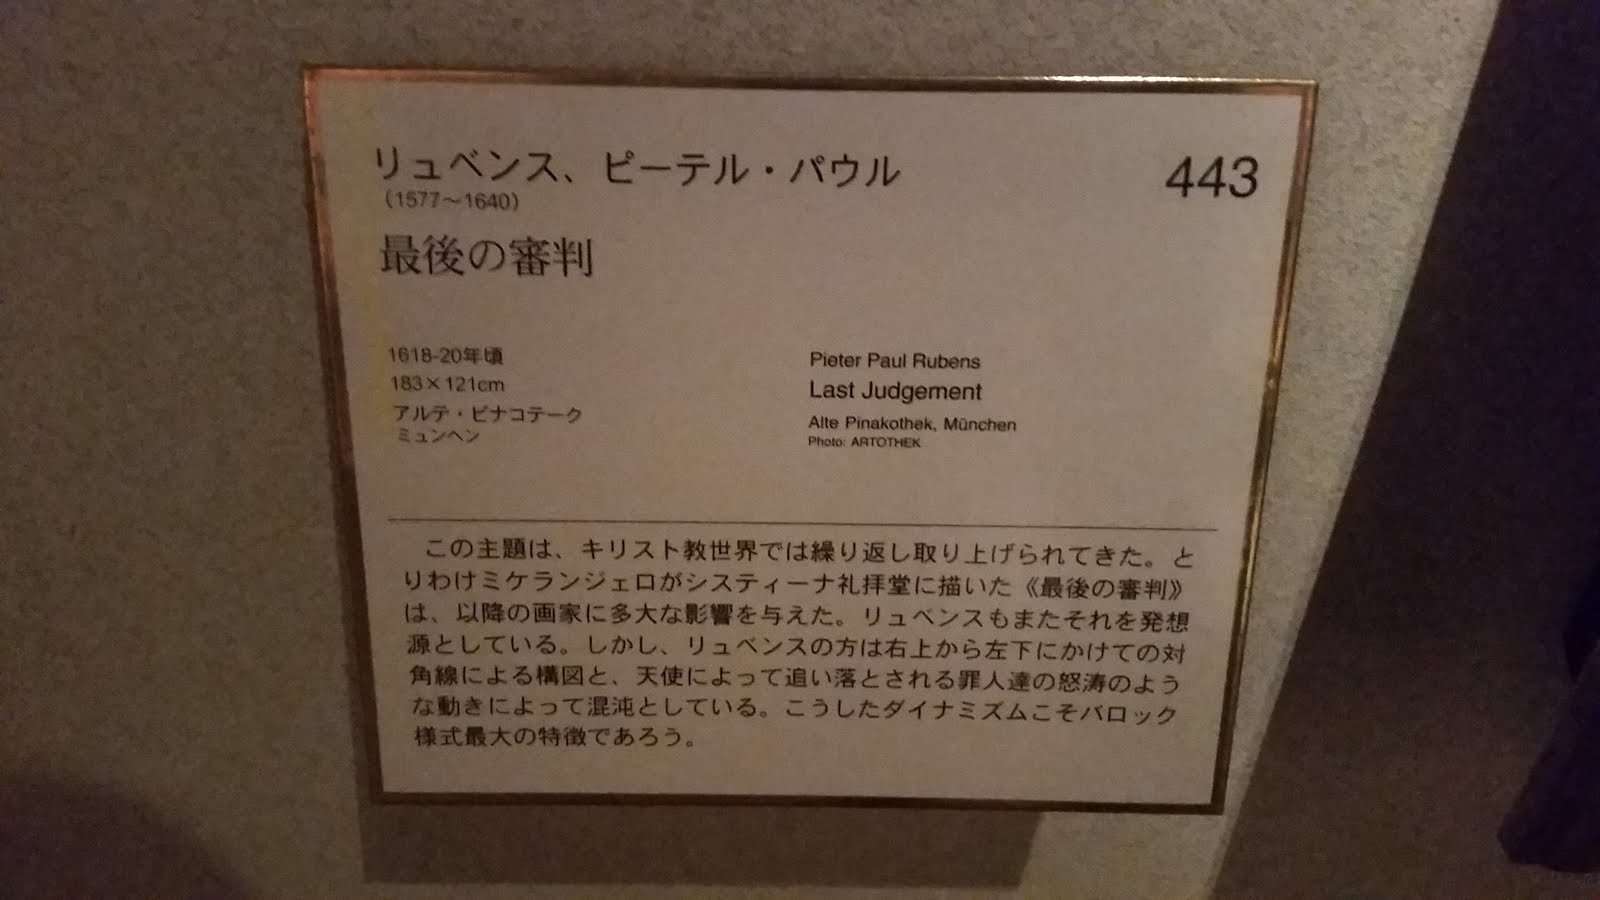 リュベンス、ピーテル・パウル
443
(1577〜1640)
最後の審判
1618-20年頃
183×121cm
アルテ・ピナコテーク
ミュンヘン
Pieter Paul Rubens
Last Judgement
Alte Pinakothek, München
Photo: ARTOTHEK
この主題は、キリスト教世界では繰り返し取り上げられてきた。と
りわけミケランジェロがシスティーナ礼拝堂に描いた《最後の審判》
は、以降の画家に多大な影響を与えた。リュベンスもまたそれを発想
源としている。しかし、リュベンスの方は右上から左下にかけての対
角線による構図と、天使によって追い落とされる罪人達の怒涛のよう
な動きによって混沌としている。こうしたダイナミズムこそバロック
様式最大の特徴であろう。